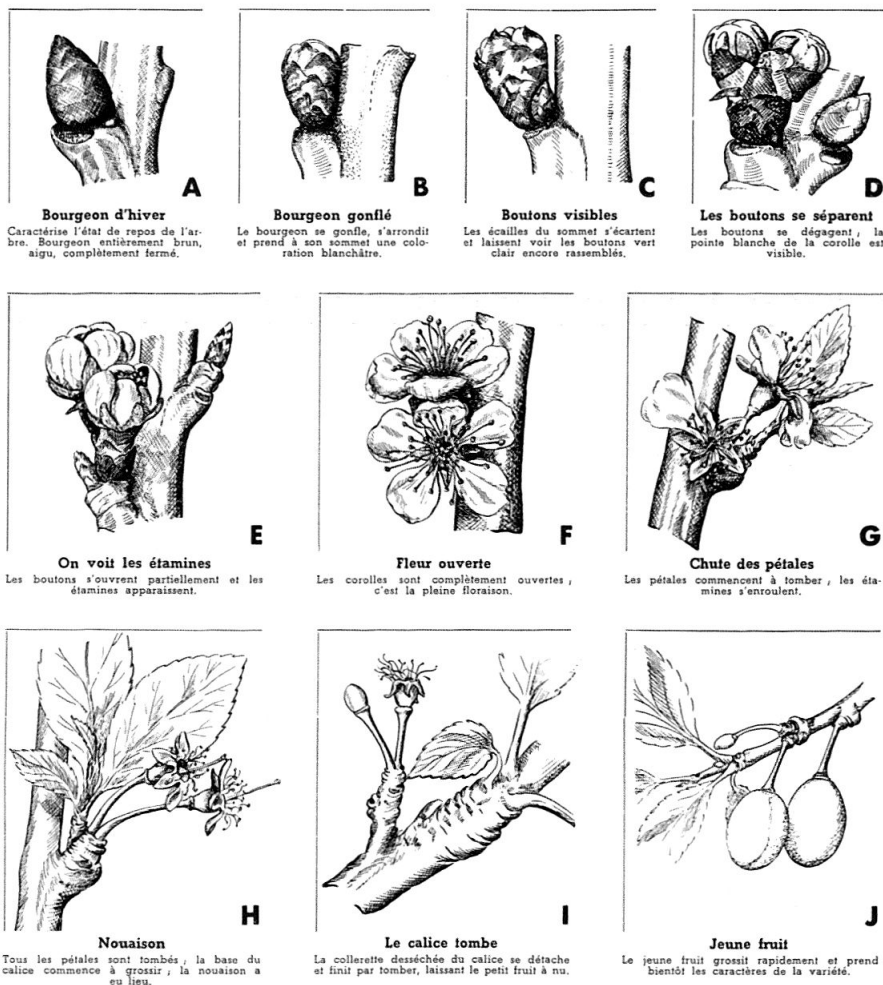 A
Bourgeon d'hiver
Caractérise l'état de repos de l'ar-
bre. Bourgeon entièrement brun,
aigu, complètement fermé.
B
Bourgeon gonflé
Le bourgeon se gonfle, s'arrondit
et prend à son sommet une colo-
ration blanchâtre.
C
Boutons visibles
Les écailles du sommet s'écartent
et laissent voir les boutons vert
clair encore rassemblés.
D
Les boutons se séparent
Les boutons se dégagent ; la
pointe blanche de la corolle est
visible.
E
On voit les étamines
Les boutons s'ouvrent partiellement et les
étamines apparaissent.
F
Fleur ouverte
Les corolles sont complètement ouvertes ;
c'est la pleine floraison.
G
Chute des pétales
Les pétales commencent à tomber ; les éta-
mines s'enroulent.
H
Nouaison
Tous les pétales sont tombés ; la base du
calice commence à grossir ; la nouaison a
eu lieu.
I
Le calice tombe
La collerette desséchée du calice se détache
et finit par tomber, laissant le petit fruit à nu.
J
Jeune fruit
Le jeune fruit grossit rapidement et prend
bientôt les caractères de la variété.